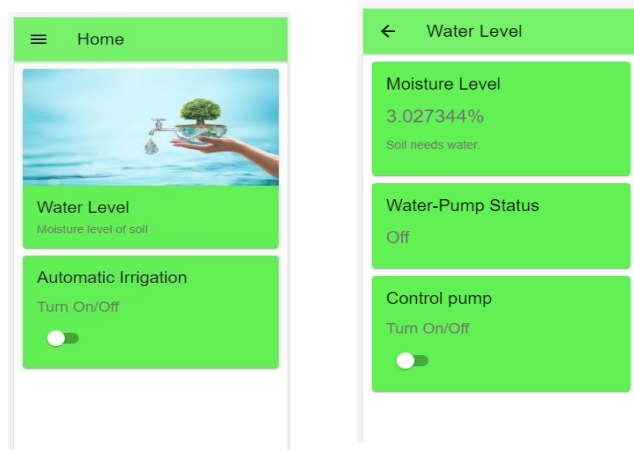 Home
Water Level
Moisture level of soil
Automatic Irrigation
Turn On/Off
Water Level
Moisture Level
3.027344%
Soil needs water.
Water-Pump Status
Off
Control pump
Turn On/Off